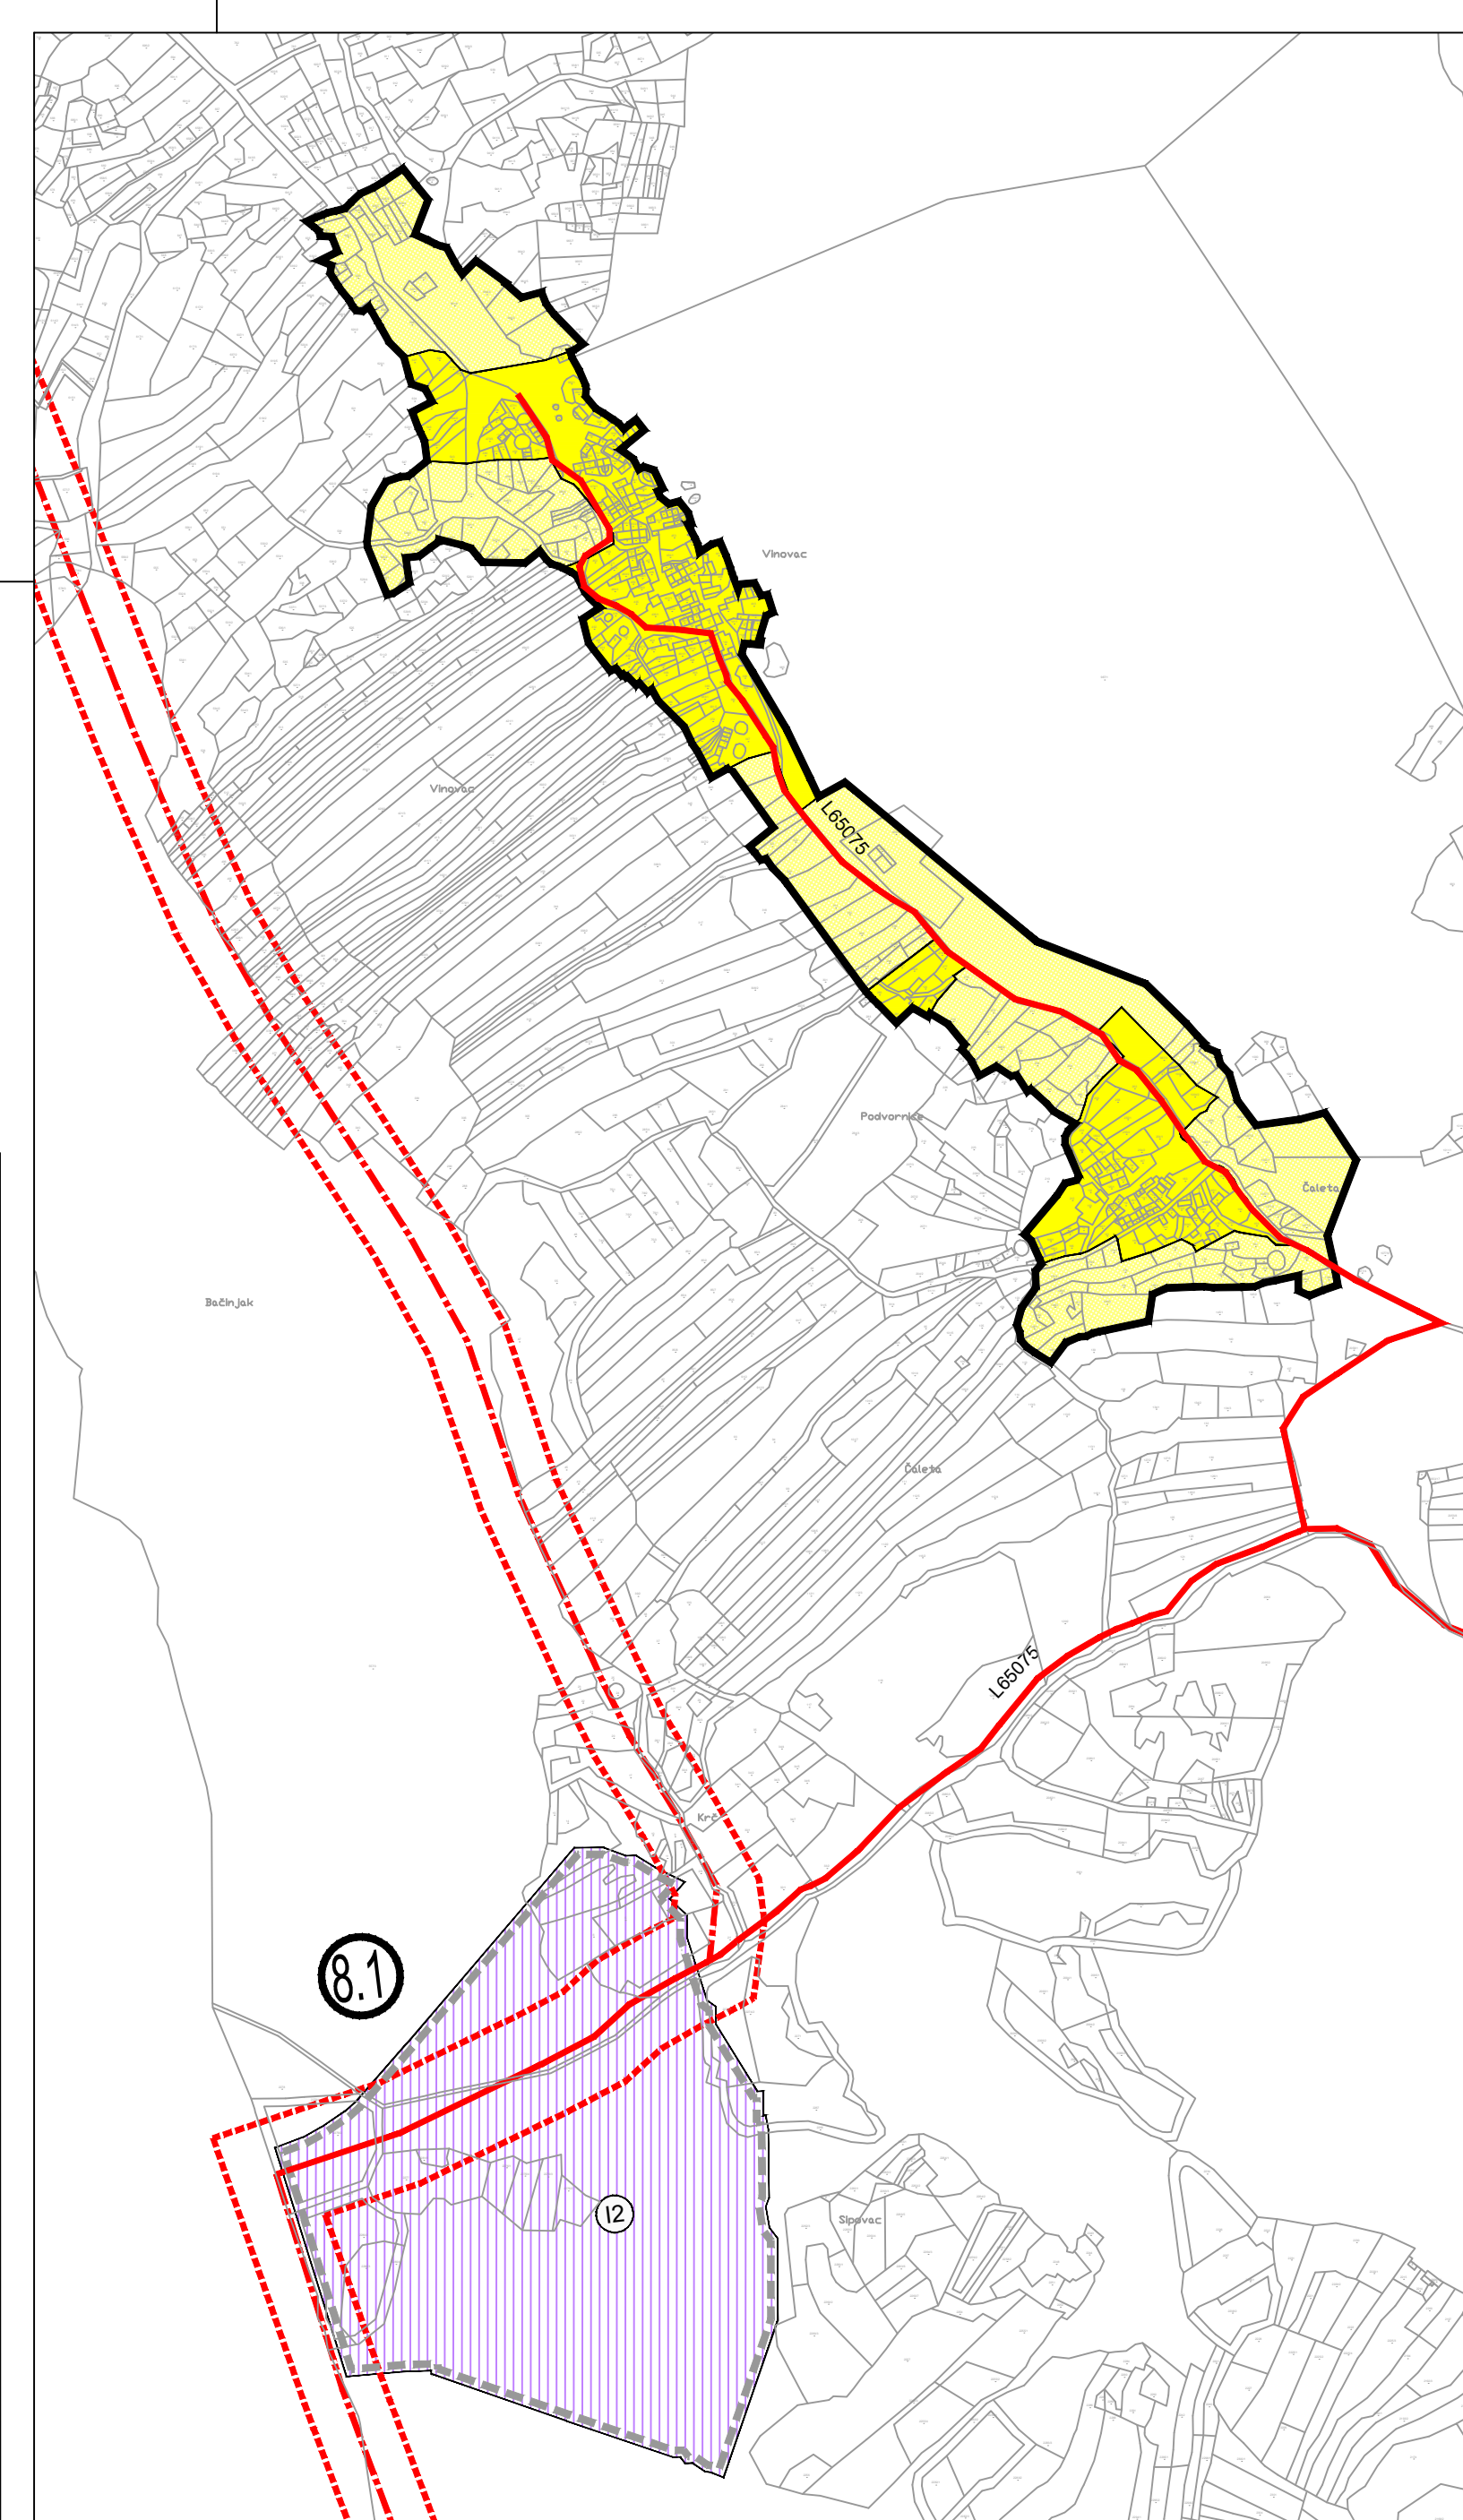 Vinovac
Vinovac
L65075
Podvornice
Čaleta
Bačinjak
Čaleta
L65075
Krč
8.1
I2
Sipovac